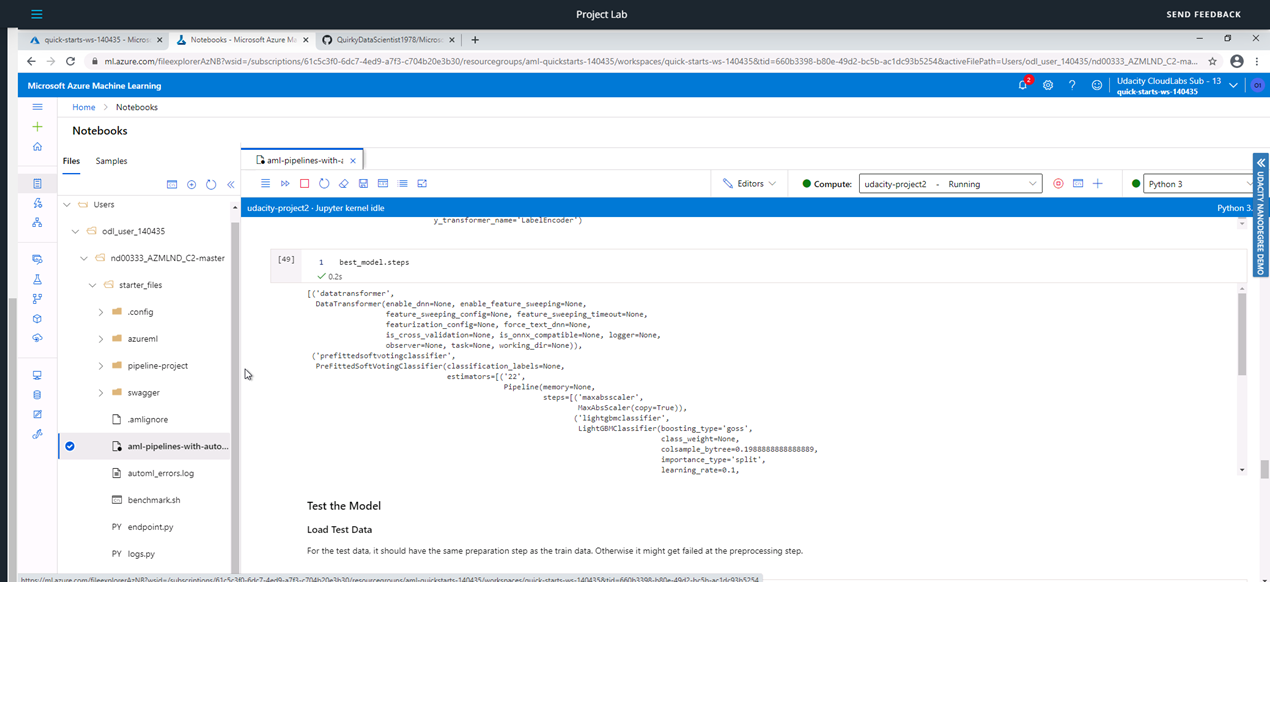 Project Lab
SEND FEEDBACK
quick-starts-ws-140435 - Micros
Notebooks - Microsoft Azure Ma
QuirkyDataScientist1978/Micros
ml.azure.com/fileexplorerAzNB?wsid=/subscriptions/61c5c3f0-6dc7-4ed9-a7f3-c704b20e3b30/resourcegroups/aml-quickstarts-140435/workspaces/quick-starts-ws-140435&tid=660b3398-b80e-49d2-bc5b-ac1dc93b5254&activeFilePath=Users/odl_user_140435/nd00333_AZMLND_C2-ma...
Microsoft Azure Machine Learning
2
Udacity CloudLabs Sub - 13
quick-starts-ws-140435
Home
Notebooks
Notebooks
Files
Samples
aml-pipelines-with-a
Editors
Compute:
udacity-project2 - Running
Python 3
udacity-project2 · Jupyter kernel idle
Python 3.
UDACITY NANODEGREE DEMO
Users
odl_user_140435
nd00333_AZMLND_C2-master
starter_files
.config
azureml
pipeline-project
swagger
.amlignore
aml-pipelines-with-auto...
automl_errors.log
benchmark.sh
PY endpoint.py
PY logs.py
y_transformer_name='LabelEncoder')
[49]
1 best_model.steps
0.2s
[('datatransformer',
DataTransformer(enable_dnn=None, enable_feature_sweeping=None,
feature_sweeping_config=None, feature_sweeping_timeout=None,
featurization_config=None, force_text_dnn=None,
is_cross_validation=None, is_onnx_compatible=None, logger=None,
observer=None, task=None, working_dir=None)),
('prefittedsoftvotingclassifier',
PreFittedSoftVotingClassifier(classification_labels=None,
estimators=[('22',
Pipeline(memory=None,
steps=[('maxabsscaler',
MaxAbsScaler(copy=True)),
('lightgbmclassifier',
LightGBMClassifier(boosting_type='goss',
class_weight=None,
colsample_bytree=0.1988888888888889,
importance_type='split',
learning_rate=0.1,
Test the Model
Load Test Data
For the test data, it should have the same preparation step as the train data. Otherwise it might get failed at the preprocessing step.
https://ml.azure.com/fileexplorerAzNB?wsid=/subscriptions/61c5c3f0-6dc7-4ed9-a7f3-c704b20e3b30/resourcegroups/aml-quickstarts-140435/workspaces/quick-starts-ws-140435&tid=660b3398-b80e-49d2-bc5b-ac1dc93b5254